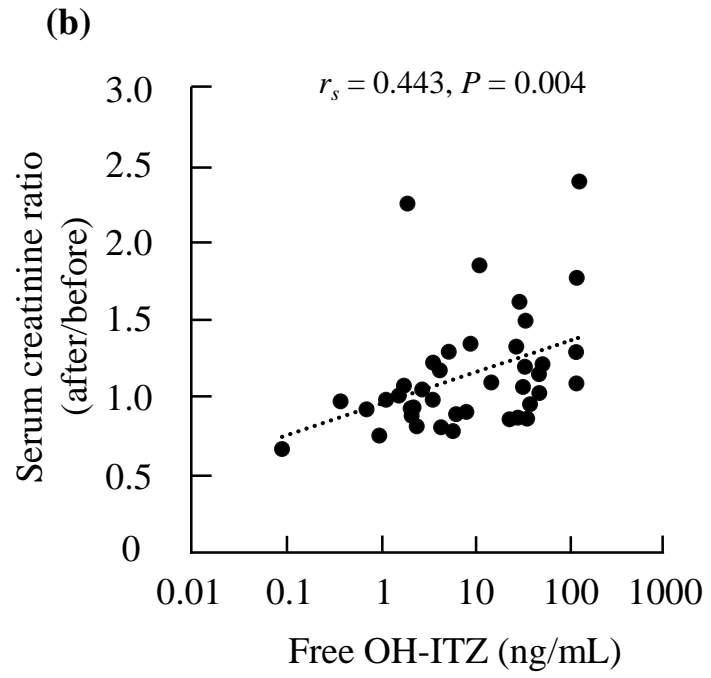 (b)
r_s = 0.443, P = 0.004
Serum creatinine ratio
(after/before)
3.0
2.5
2.0
1.5
1.0
0.5
0
0.01 0.1 1 10 100 1000
Free OH-ITZ (ng/mL)